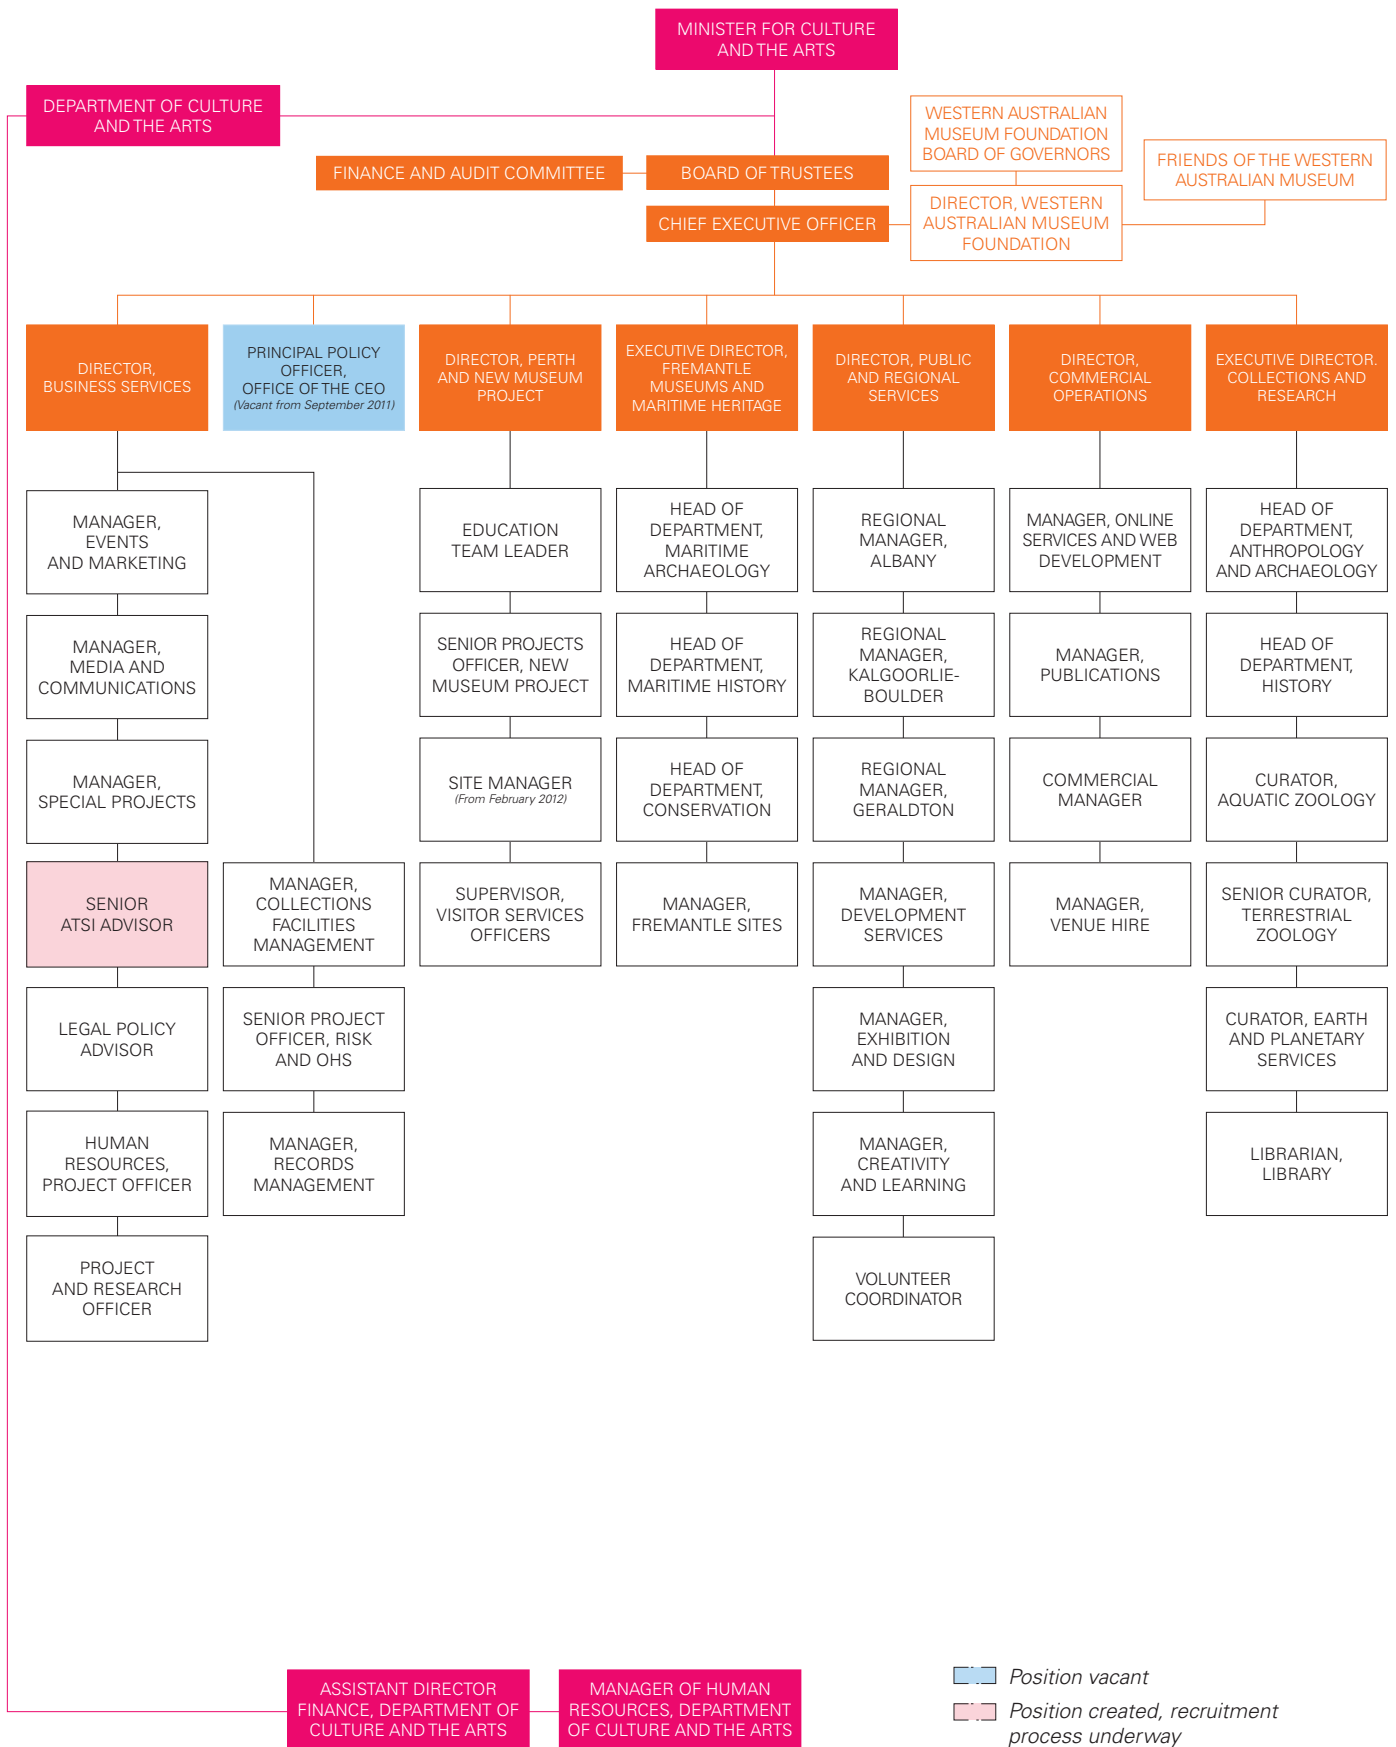 MINISTER FOR CULTURE
AND THE ARTS
DEPARTMENT OF CULTURE
AND THE ARTS
WESTERN AUSTRALIAN
MUSEUM FOUNDATION
BOARD OF GOVERNORS
FRIENDS OF THE WESTERN
AUSTRALIAN MUSEUM
FINANCE AND AUDIT COMMITTEE
BOARD OF TRUSTEES
CHIEF EXECUTIVE OFFICER
DIRECTOR, WESTERN
AUSTRALIAN MUSEUM
FOUNDATION
DIRECTOR,
BUSINESS SERVICES
PRINCIPAL POLICY
OFFICER,
OFFICE OF THE CEO
(Vacant from September 2011)
DIRECTOR, PERTH
AND NEW MUSEUM
PROJECT
EXECUTIVE DIRECTOR,
FREMANTLE
MUSEUMS AND
MARITIME HERITAGE
DIRECTOR, PUBLIC
AND REGIONAL
SERVICES
DIRECTOR,
COMMERCIAL
OPERATIONS
EXECUTIVE DIRECTOR.
COLLECTIONS AND
RESEARCH
MANAGER,
EVENTS
AND MARKETING
EDUCATION
TEAM LEADER
HEAD OF
DEPARTMENT,
MARITIME
ARCHAEOLOGY
REGIONAL
MANAGER,
ALBANY
MANAGER, ONLINE
SERVICES AND WEB
DEVELOPMENT
HEAD OF
DEPARTMENT,
ANTHROPOLOGY
AND ARCHAEOLOGY
MANAGER,
MEDIA AND
COMMUNICATIONS
SENIOR PROJECTS
OFFICER, NEW
MUSEUM PROJECT
HEAD OF
DEPARTMENT,
MARITIME HISTORY
REGIONAL
MANAGER,
KALGOORLIE-
BOULDER
MANAGER,
PUBLICATIONS
HEAD OF
DEPARTMENT,
HISTORY
MANAGER,
SPECIAL PROJECTS
SITE MANAGER
(From February 2012)
HEAD OF
DEPARTMENT,
CONSERVATION
REGIONAL
MANAGER,
GERALDTON
COMMERCIAL
MANAGER
CURATOR,
AQUATIC ZOOLOGY
SENIOR
ATSI ADVISOR
MANAGER,
COLLECTIONS
FACILITIES
MANAGEMENT
SUPERVISOR,
VISITOR SERVICES
OFFICERS
MANAGER,
FREMANTLE SITES
MANAGER,
DEVELOPMENT
SERVICES
MANAGER,
VENUE HIRE
SENIOR CURATOR,
TERRESTRIAL
ZOOLOGY
LEGAL POLICY
ADVISOR
SENIOR PROJECT
OFFICER, RISK
AND OHS
MANAGER,
EXHIBITION
AND DESIGN
CURATOR, EARTH
AND PLANETARY
SERVICES
HUMAN
RESOURCES,
PROJECT OFFICER
MANAGER,
RECORDS
MANAGEMENT
MANAGER,
CREATIVITY
AND LEARNING
LIBRARIAN,
LIBRARY
PROJECT
AND RESEARCH
OFFICER
VOLUNTEER
COORDINATOR
ASSISTANT DIRECTOR
FINANCE, DEPARTMENT OF
CULTURE AND THE ARTS
MANAGER OF HUMAN
RESOURCES, DEPARTMENT
OF CULTURE AND THE ARTS
Position vacant
Position created, recruitment
process underway